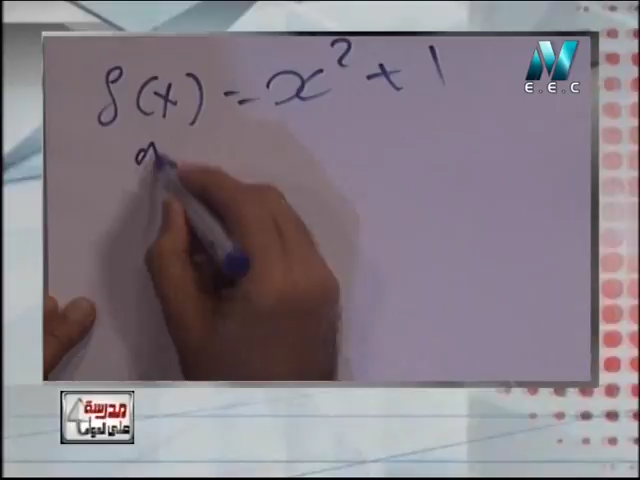 M
E.E.C
f(x) = x² + 1
مدرسة
على الهواء